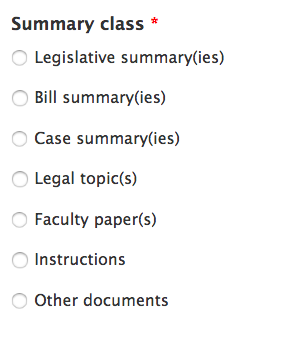 Summary class *
Legislative summary(ies)
Bill summary(ies)
Case summary(ies)
Legal topic(s)
Faculty paper(s)
Instructions
Other documents